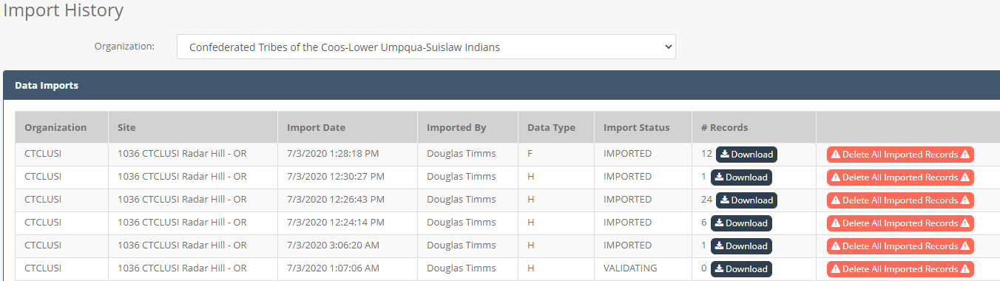 Import History
Organization: Confederated Tribes of the Coos-Lower Umpqua-Suislaw Indians
Data Imports
Organization Site Import Date Imported By Data Type Import Status # Records
CTCLUSI 1036 CTCLUSI Radar Hill - OR 7/3/2020 1:28:18 PM Douglas Timms F IMPORTED 12 Download Delete All Imported Records
CTCLUSI 1036 CTCLUSI Radar Hill - OR 7/3/2020 12:30:27 PM Douglas Timms H IMPORTED 1 Download Delete All Imported Records
CTCLUSI 1036 CTCLUSI Radar Hill - OR 7/3/2020 12:26:43 PM Douglas Timms H IMPORTED 24 Download Delete All Imported Records
CTCLUSI 1036 CTCLUSI Radar Hill - OR 7/3/2020 12:24:14 PM Douglas Timms H IMPORTED 6 Download Delete All Imported Records
CTCLUSI 1036 CTCLUSI Radar Hill - OR 7/3/2020 3:06:20 AM Douglas Timms H IMPORTED 1 Download Delete All Imported Records
CTCLUSI 1036 CTCLUSI Radar Hill - OR 7/3/2020 1:07:06 AM Douglas Timms H VALIDATING 0 Download Delete All Imported Records